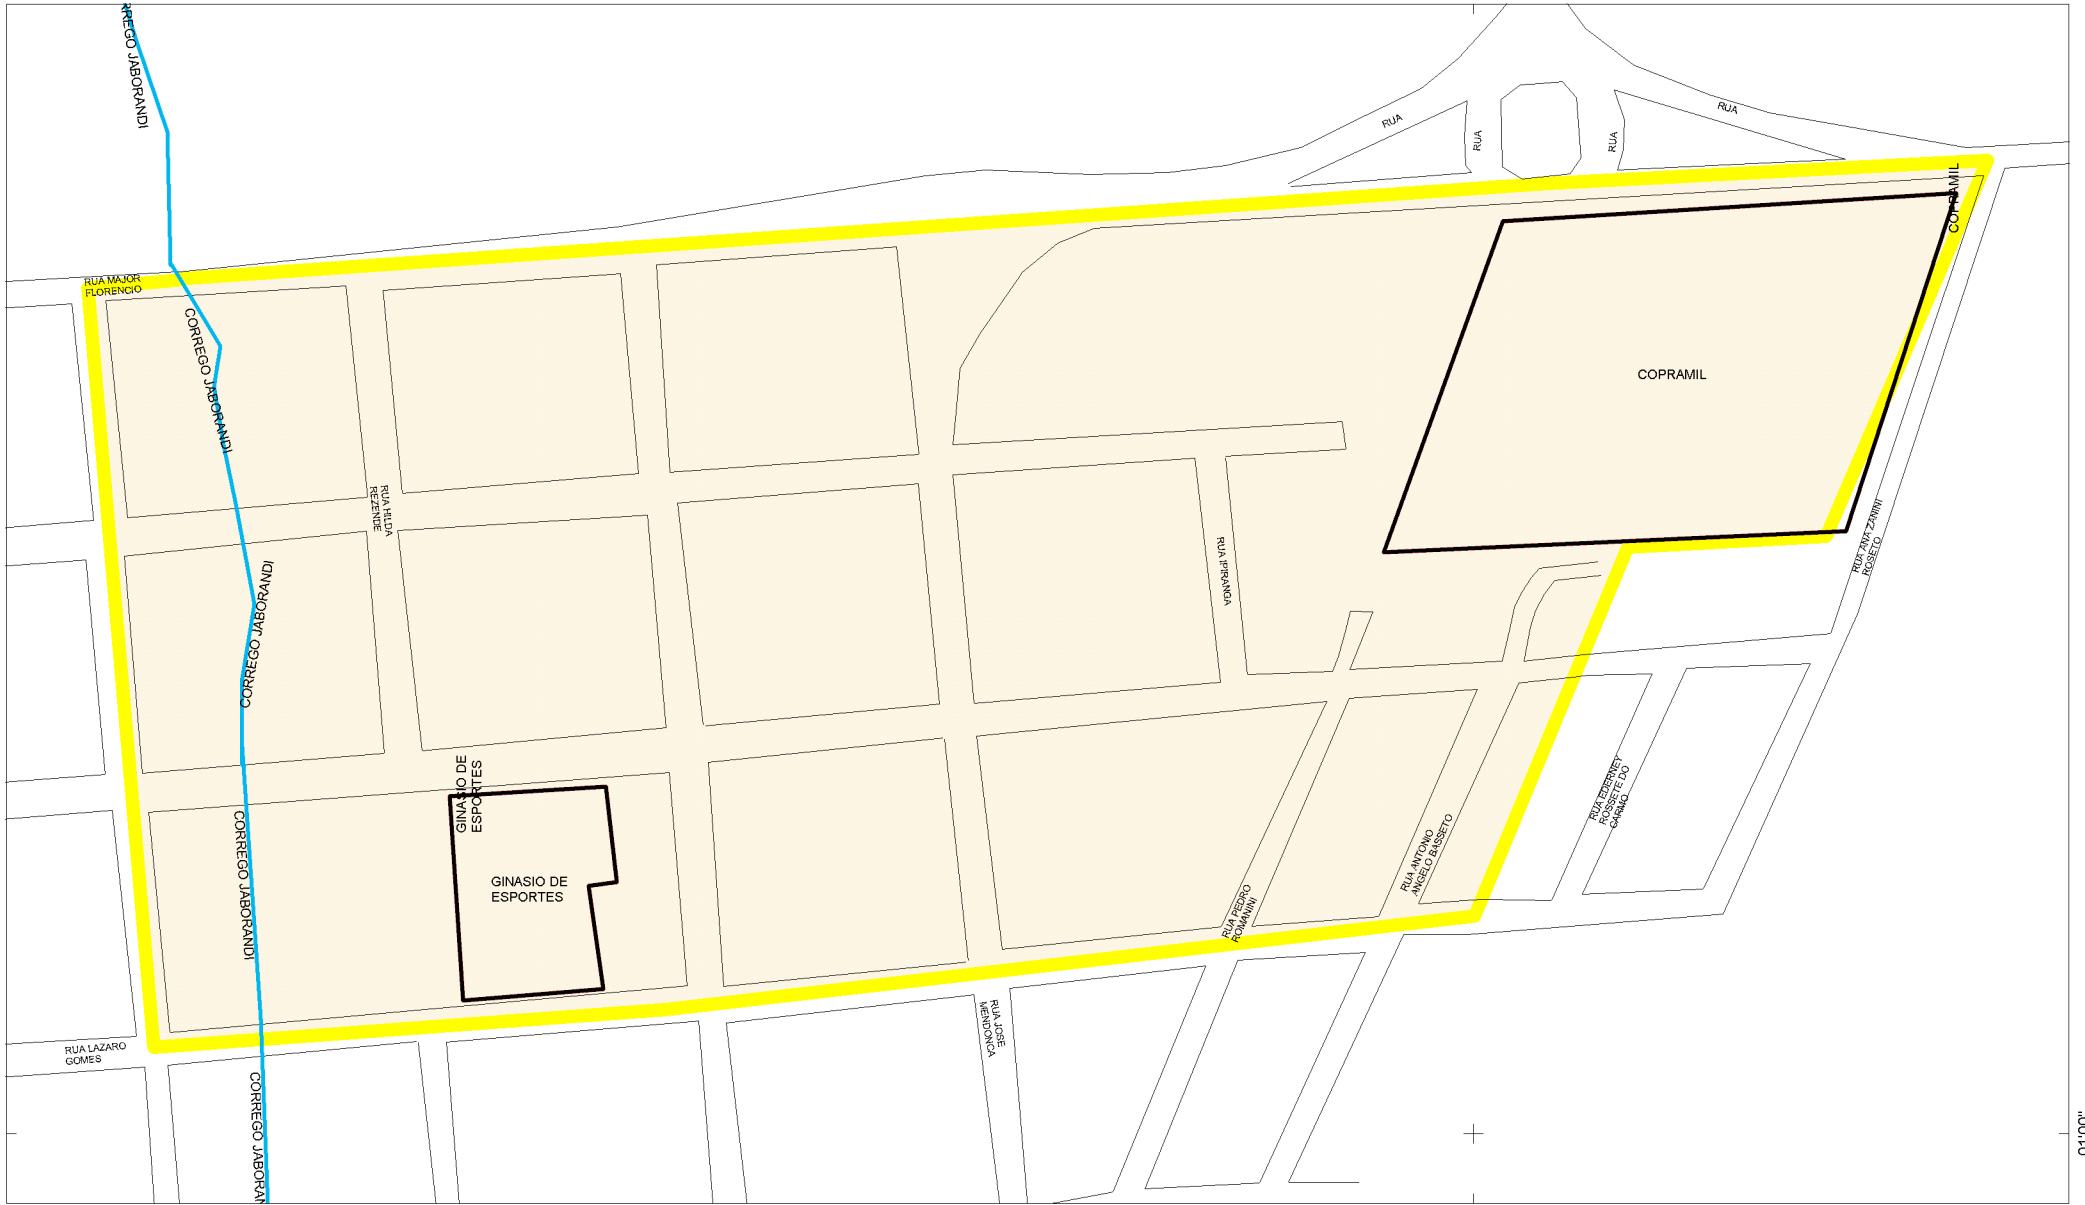 RREGO JABORANDI
RUA
RUA
RUA
RUA
COPRAMIL
RUA MAJOR
FLORENCIO
CORREGO JABORANDI
COPRAMIL
RUA HILDA
REZENDE
RUA IPIRANGA
RUA ANA ZANINI
ROSETO
CORREGO JABORANDI
GINASIO DE
ESPORTES
RUA EDERNEY
ROSSETE DO
CARMO
CORREGO JABORANDI
RUA ANTONIO
ANGELO BASSETO
GINASIO DE
ESPORTES
RUA PEDRO
ROMANINI
RUA JOSE
MENDONCA
RUA LAZARO
GOMES
CORREGO JABORAN